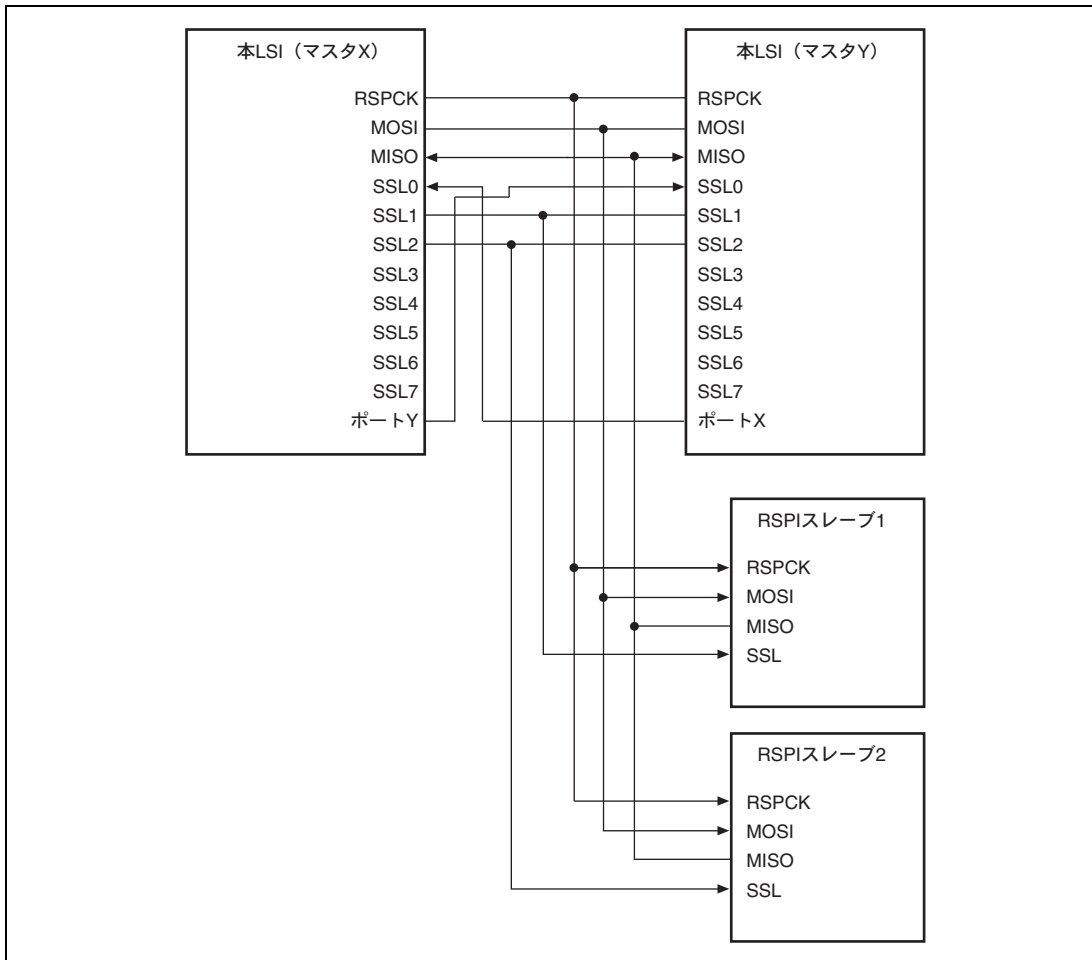 本LSI（マスタX）
RSPCK
MOSI
MISO
SSL0
SSL1
SSL2
SSL3
SSL4
SSL5
SSL6
SSL7
ポートY
本LSI（マスタY）
RSPCK
MOSI
MISO
SSL0
SSL1
SSL2
SSL3
SSL4
SSL5
SSL6
SSL7
ポートX
RSPIスレーブ1
RSPCK
MOSI
MISO
SSL
RSPIスレーブ2
RSPCK
MOSI
MISO
SSL